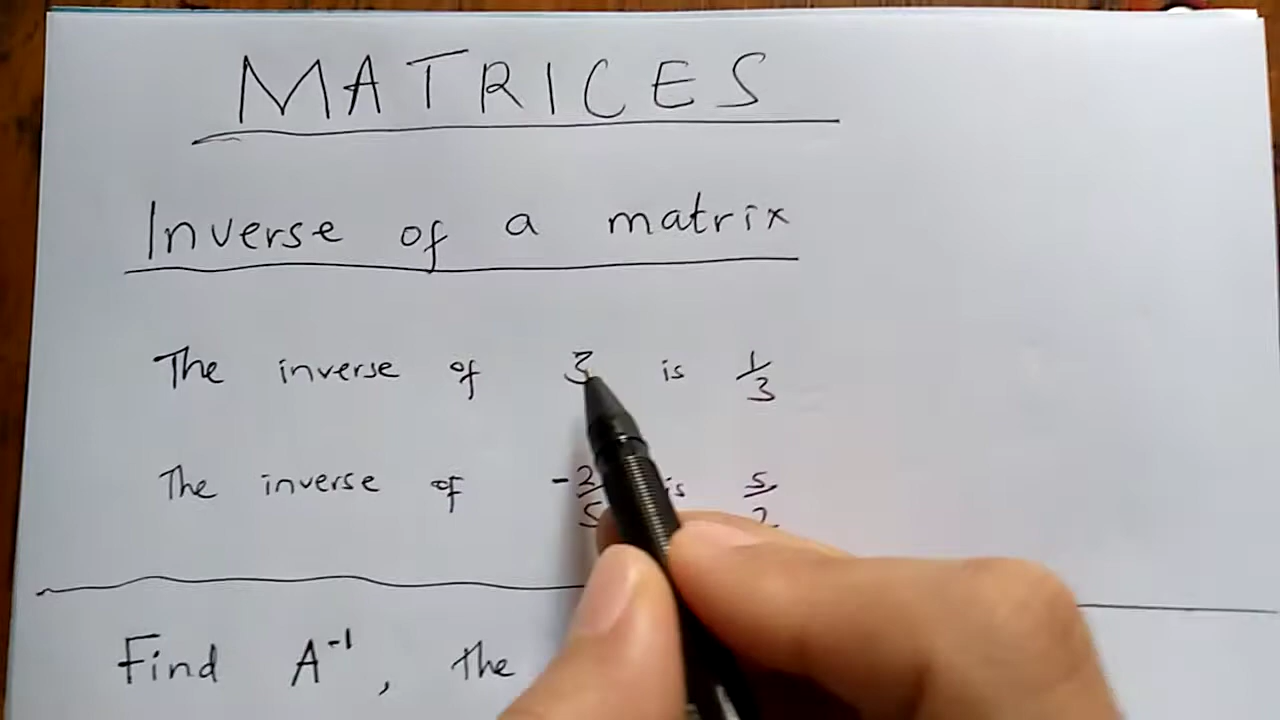 MATRICES
Inverse of a matrix
The inverse of 3 is 1/3
The inverse of -2/5 is 5/2
Find A⁻¹, the